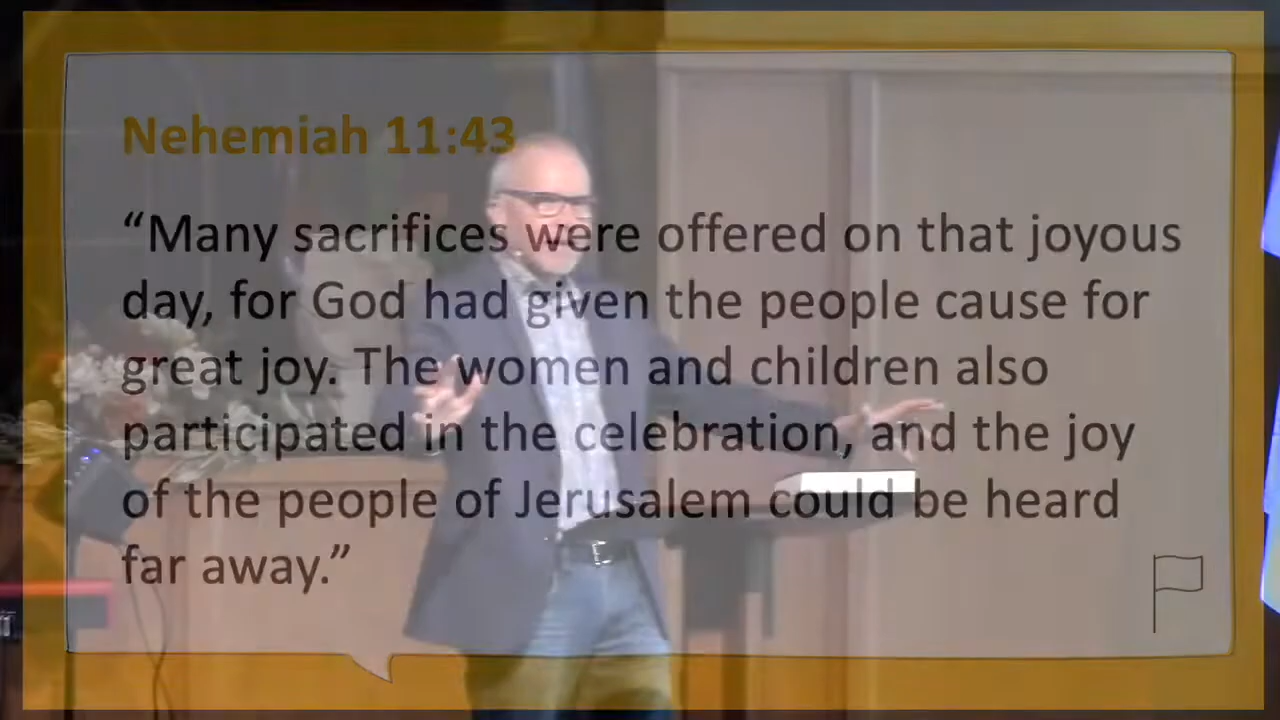 Nehemiah 11:43
“Many sacrifices were offered on that joyous
day, for God had given the people cause for
great joy. The women and children also
participated in the celebration, and the joy
of the people of Jerusalem could be heard
far away.”